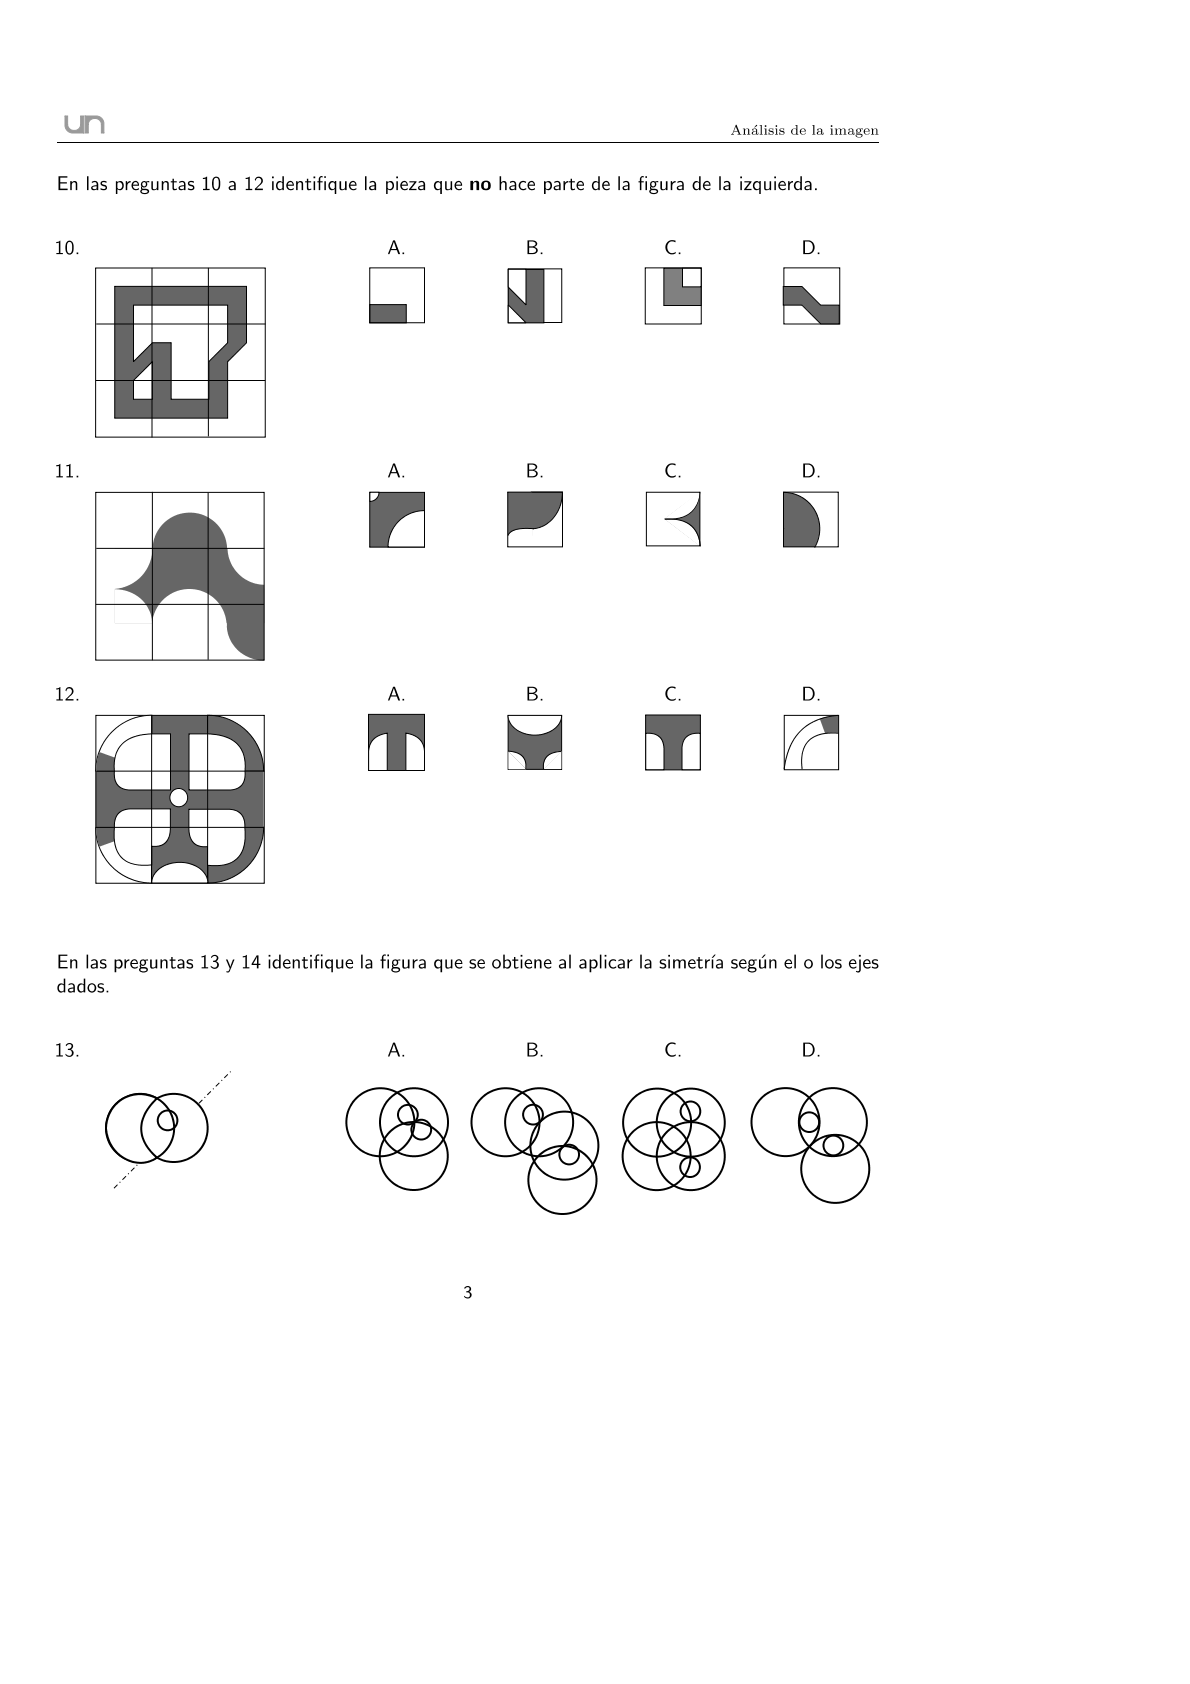 un
Análisis de la imagen
En las preguntas 10 a 12 identifique la pieza que no hace parte de la figura de la izquierda.
10. A. B. C. D.
11. A. B. C. D.
12. A. B. C. D.
En las preguntas 13 y 14 identifique la figura que se obtiene al aplicar la simetría según el o los ejes
dados.
13. A. B. C. D.
3